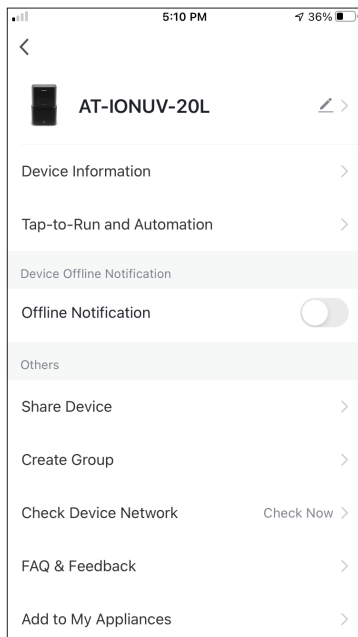 5:10 PM
36%
AT-IONUV-20L
Device Information
Tap-to-Run and Automation
Device Offline Notification
Offline Notification
Others
Share Device
Create Group
Check Device Network Check Now
FAQ & Feedback
Add to My Appliances